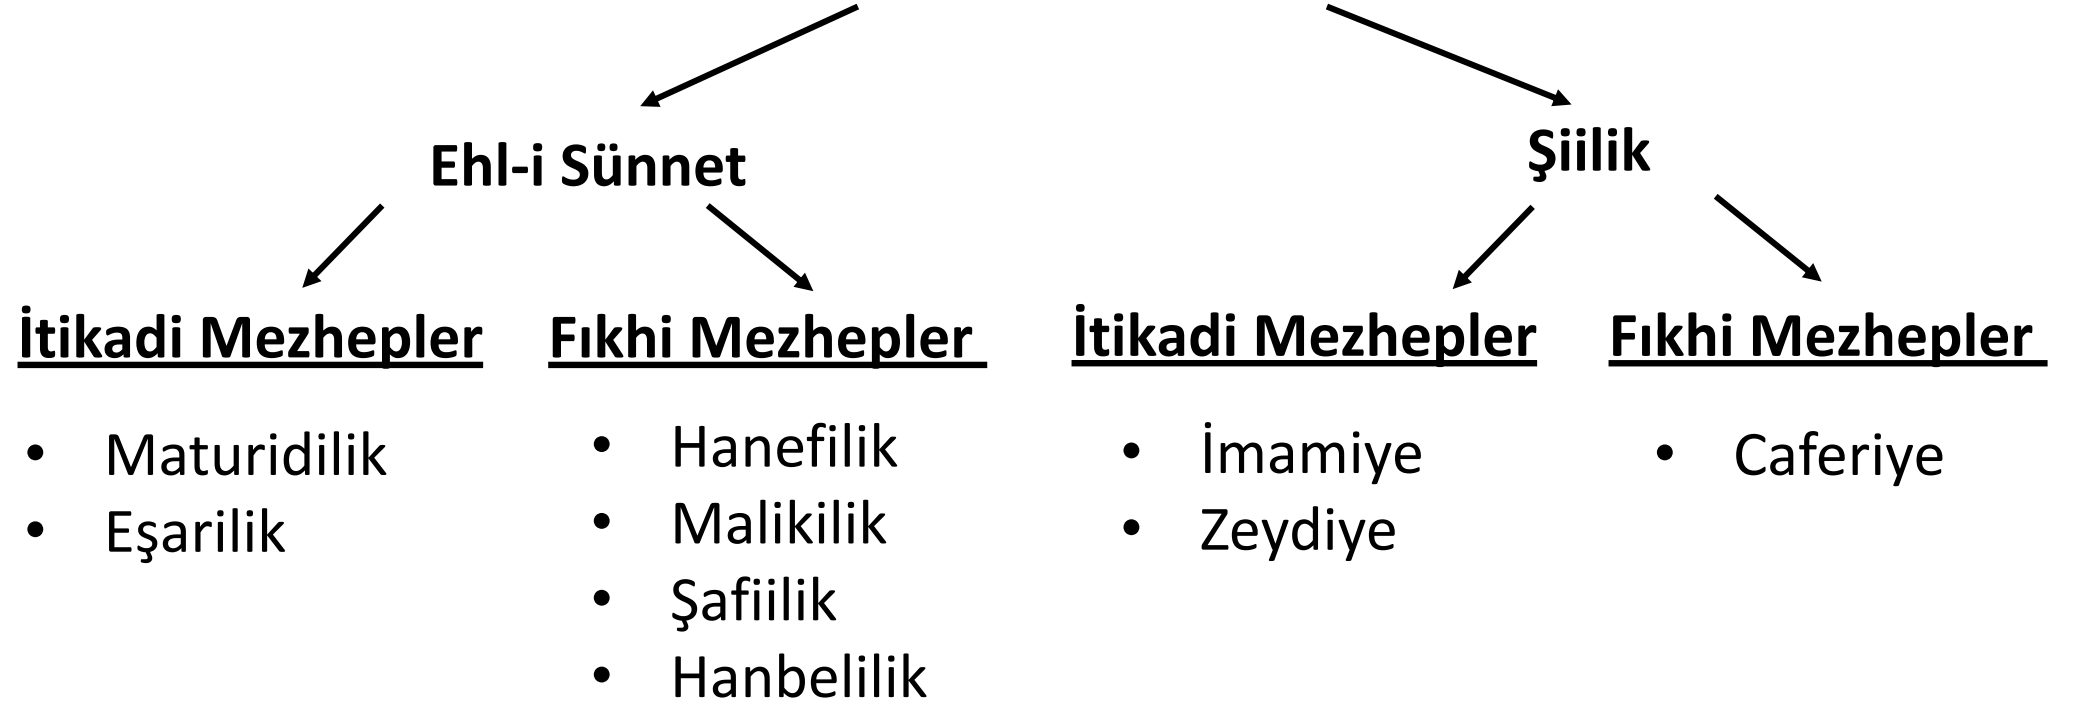 Ehl-i Sünnet
Şiilik
İtikadi Mezhepler
Fıkhi Mezhepler
İtikadi Mezhepler
Fıkhi Mezhepler
• Maturidilik
• Eşarilik
• Hanefilik
• Malikilik
• Şafiilik
• Hanbelilik
• İmamiye
• Zeydiye
• Caferiye